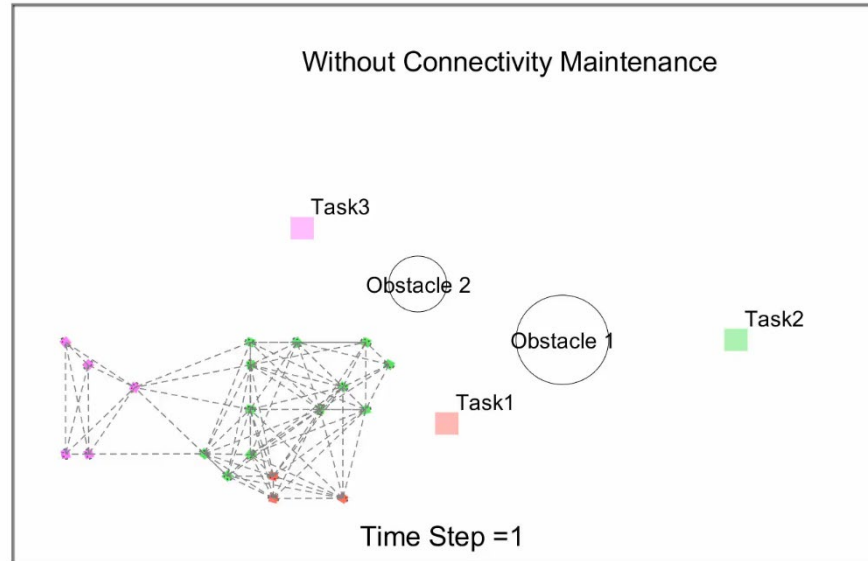 Without Connectivity Maintenance
Task3
Obstacle 2
Task2
Obstacle 1
Task1
Time Step =1